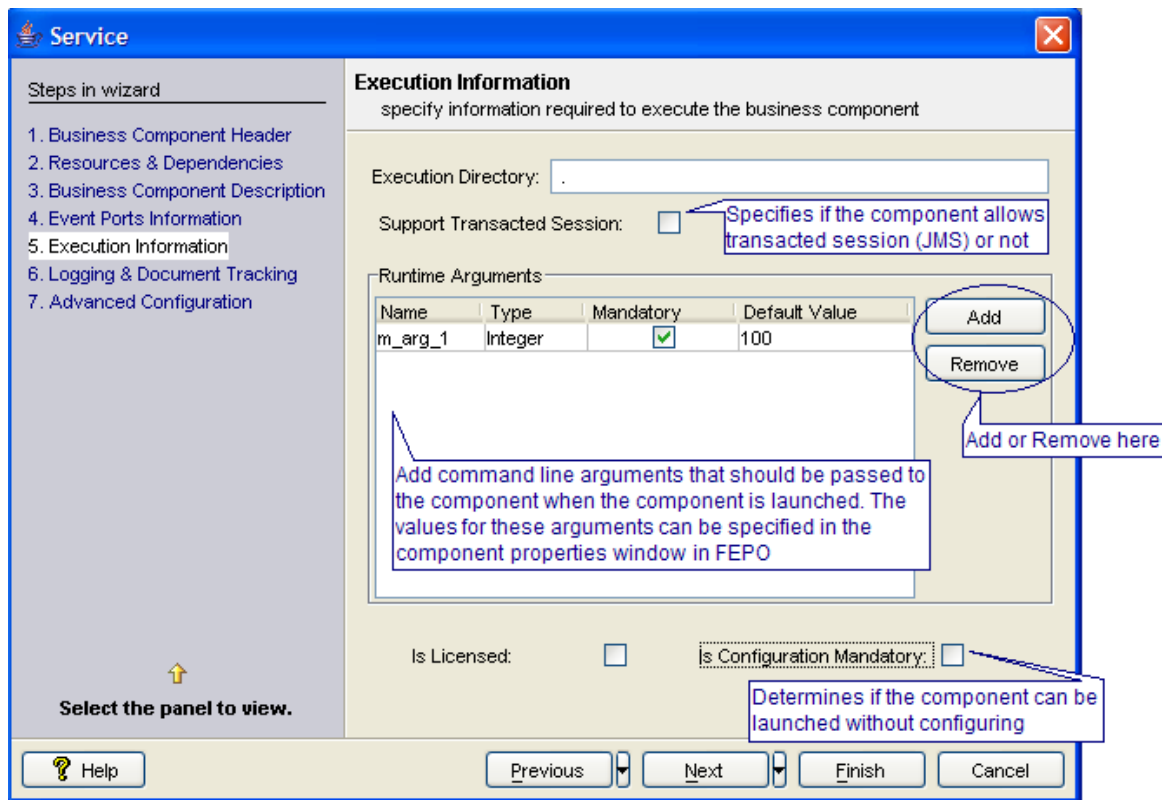 Service
Steps in wizard
1. Business Component Header
2. Resources & Dependencies
3. Business Component Description
4. Event Ports Information
5. Execution Information
6. Logging & Document Tracking
7. Advanced Configuration
Select the panel to view.
Execution Information
specify information required to execute the business component
Execution Directory: .
Support Transacted Session:
Specifies if the component allows
transacted session (JMS) or not
Runtime Arguments
Name Type Mandatory Default Value
m_arg_1 Integer 100
Add
Remove
Add or Remove here
Add command line arguments that should be passed to
the component when the component is launched. The
values for these arguments can be specified in the
component properties window in FEPO
Is Licensed: Is Configuration Mandatory:
Determines if the component can be
launched without configuring
Help Previous Next Finish Cancel